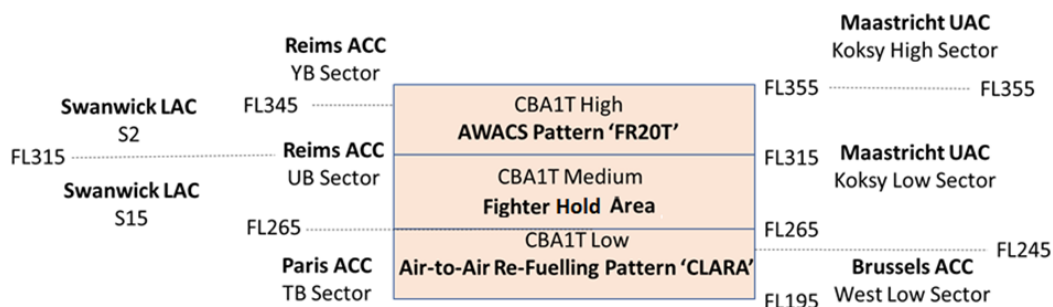 Maastricht UAC
Koksy High Sector
Reims ACC
YB Sector
FL355
FL355
Swanwick LAC
S2
FL345
CBA1T High
AWACS Pattern ‘FR20T’
FL315
Reims ACC
UB Sector
FL315
Maastricht UAC
Koksy Low Sector
Swanwick LAC
S15
CBA1T Medium
Fighter Hold Area
FL265
FL265
CBA1T Low
FL245
Paris ACC
TB Sector
Air-to-Air Re-Fuelling Pattern ‘CLARA’
Brussels ACC
West Low Sector
FL195